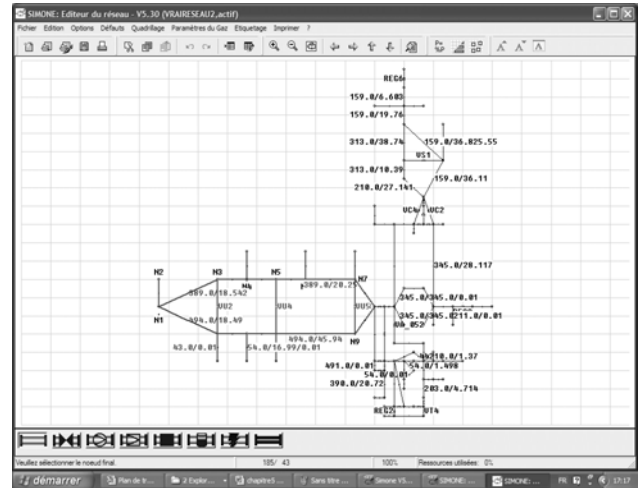 SIMONE: Editeur du réseau - V5.30 (VRAIRESEAU2,actif)
Fichier Edition Options Défauts Quadrillage Paramètres du Gaz Etiquetage Imprimer ?
REG6
159.0/6.603
159.0/19.76
313.0/38.74
159.0/36.825.55
VS1
313.0/10.39
159.0/36.11
210.0/27.141
VC4
VC2
345.0/28.117
N2
N3
N4
N5
N7
389.0/18.542
389.0/20.25
VU2
VU4
VU5
345.0/345.0/0.01
N1
494.0/18.49
345.0/345.0211.0/0.01
VA_052
494.0/45.94
N9
43.0/0.01
54.0/16.99/0.01
491.0/0.01
54.0/1.498
54.0/0.01
390.0/20.72
203.0/4.714
REG2
VT4
Veuillez sélectionner le noeud final.
185/ 43
100%
Ressources utilisées: 0%
démarrer
Plan de tr...
2 Explor...
chapitre5 ...
Sans titre ...
Simone V5...
SIMONE: ...
SIMONE: ...
FR
17:17